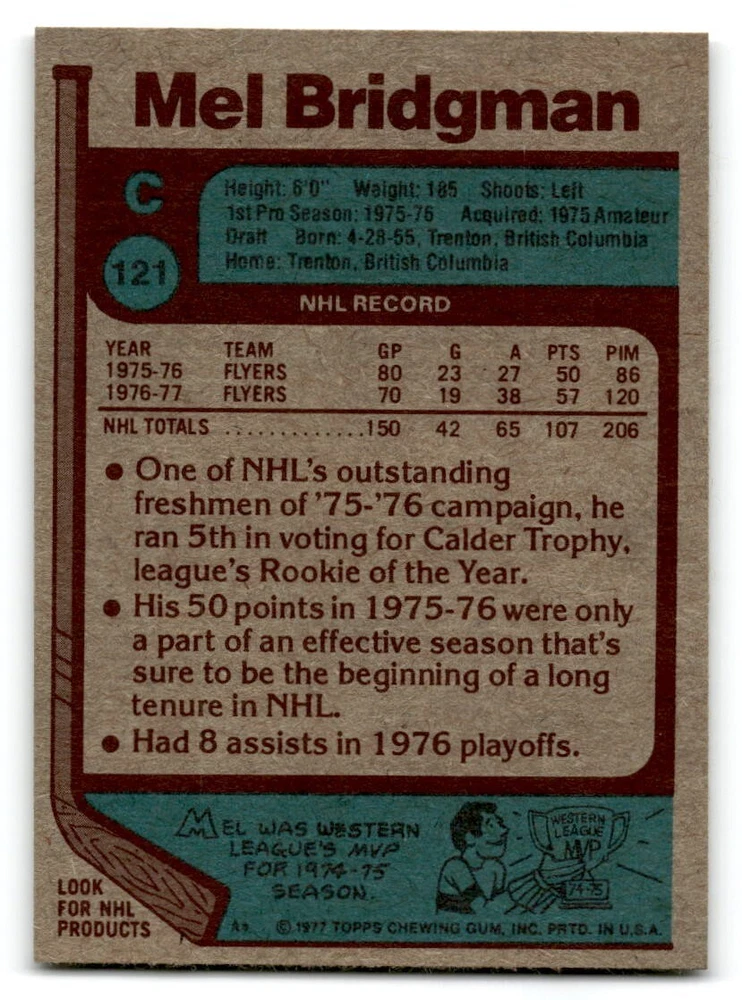 Mel Bridgman
C
121
Height: 6'0" Weight: 185 Shoots: Left
1st Pro Season: 1975-76 Acquired: 1975 Amateur
Draft Born: 4-28-55, Trenton, British Columbia
Home: Trenton, British Columbia
NHL RECORD
YEAR TEAM GP G A PTS PIM
1975-76 FLYERS 80 23 27 50 86
1976-77 FLYERS 70 19 38 57 120
NHL TOTALS .............150 42 65 107 206
● One of NHL's outstanding
freshmen of '75-'76 campaign, he
ran 5th in voting for Calder Trophy,
league's Rookie of the Year.
● His 50 points in 1975-76 were only
a part of an effective season that's
sure to be the beginning of a long
tenure in NHL.
● Had 8 assists in 1976 playoffs.
MEL WAS WESTERN
LEAGUE'S MVP
FOR 1974-75
SEASON.
WESTERN
LEAGUE
MVP
74-75
LOOK
FOR NHL
PRODUCTS
© 1977 TOPPS CHEWING GUM, INC. PRTD. IN U.S.A.